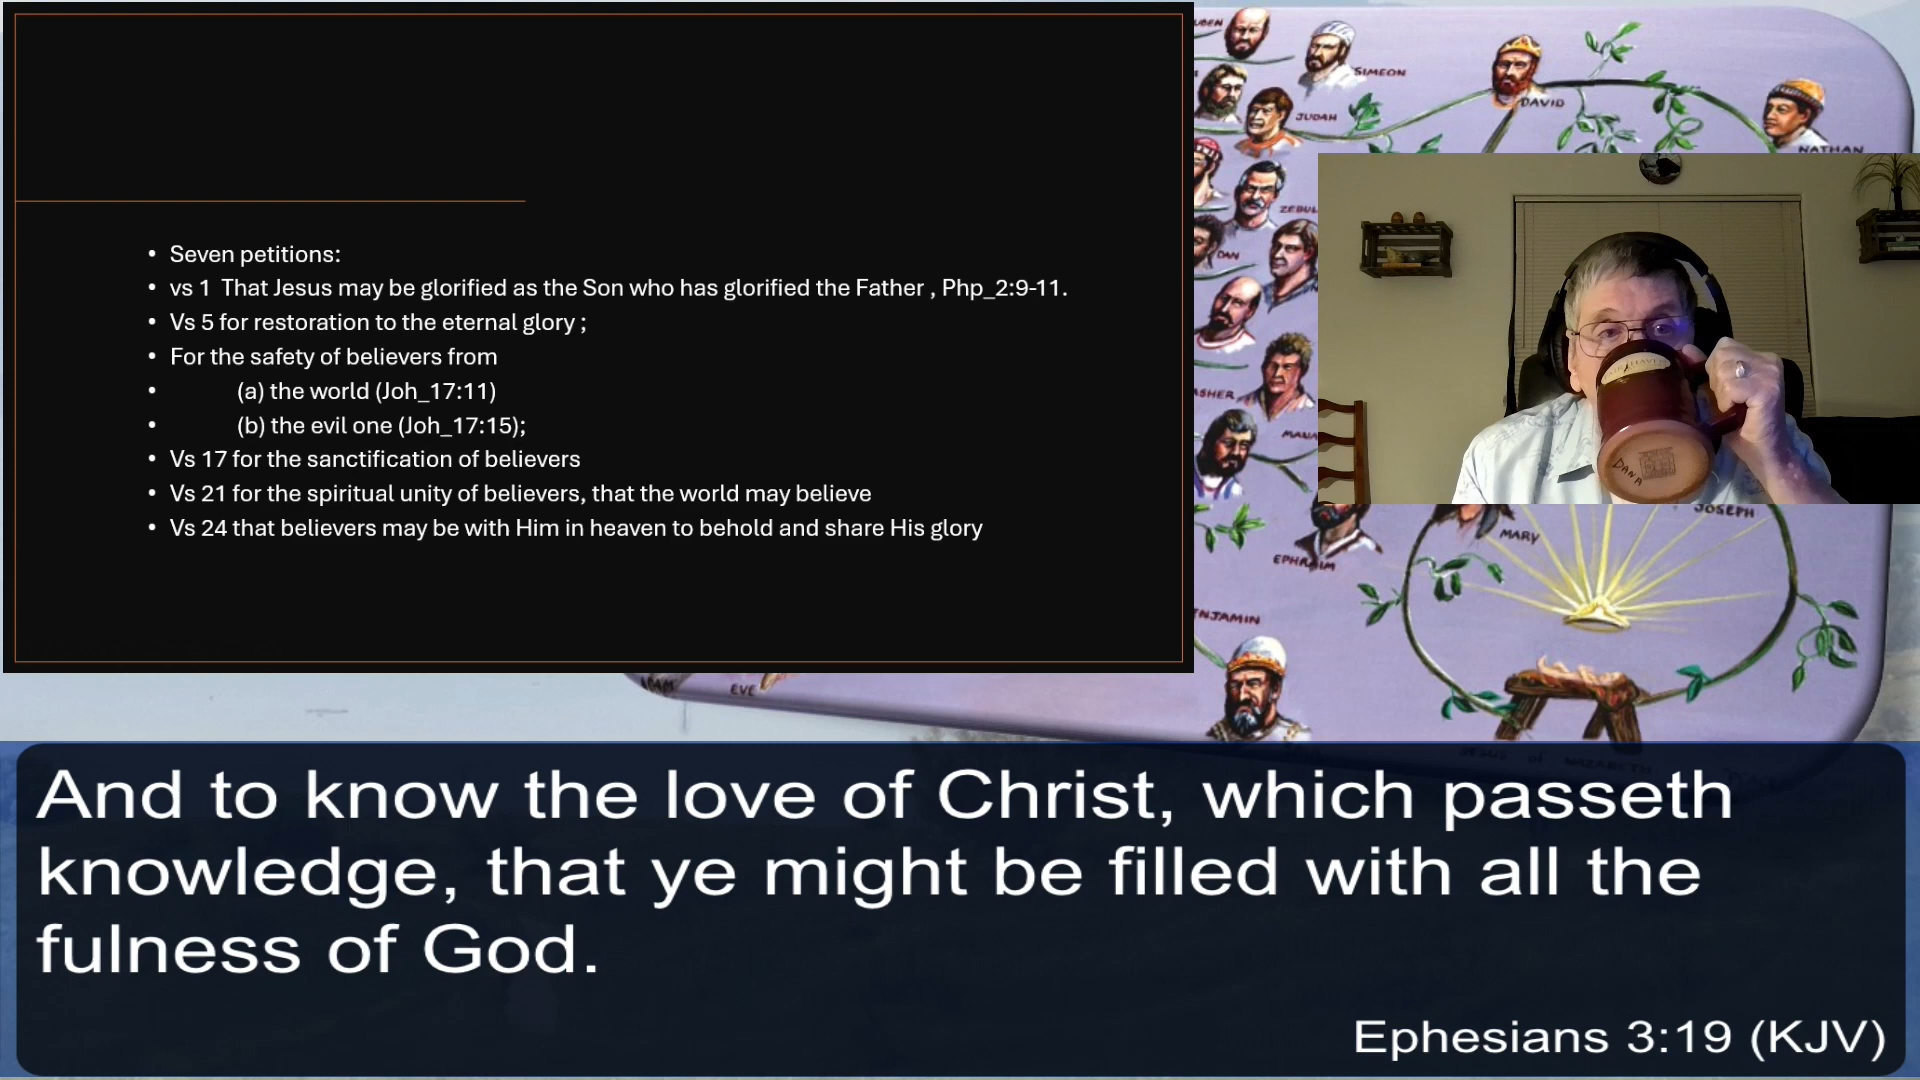 • Seven petitions:
• vs 1 That Jesus may be glorified as the Son who has glorified the Father , Php_2:9-11.
• Vs 5 for restoration to the eternal glory ;
• For the safety of believers from
• (a) the world (Joh_17:11)
• (b) the evil one (Joh_17:15);
• Vs 17 for the sanctification of believers
• Vs 21 for the spiritual unity of believers, that the world may believe
• Vs 24 that believers may be with Him in heaven to behold and share His glory
SIMEON
DAVID
JUDAH
NATHAN
DAN
DANA
JOSEPH
MARY
EPHRAIM
ADAM
EVE
JESUS of NAZARETH
And to know the love of Christ, which passeth
knowledge, that ye might be filled with all the
fulness of God.
Ephesians 3:19 (KJV)